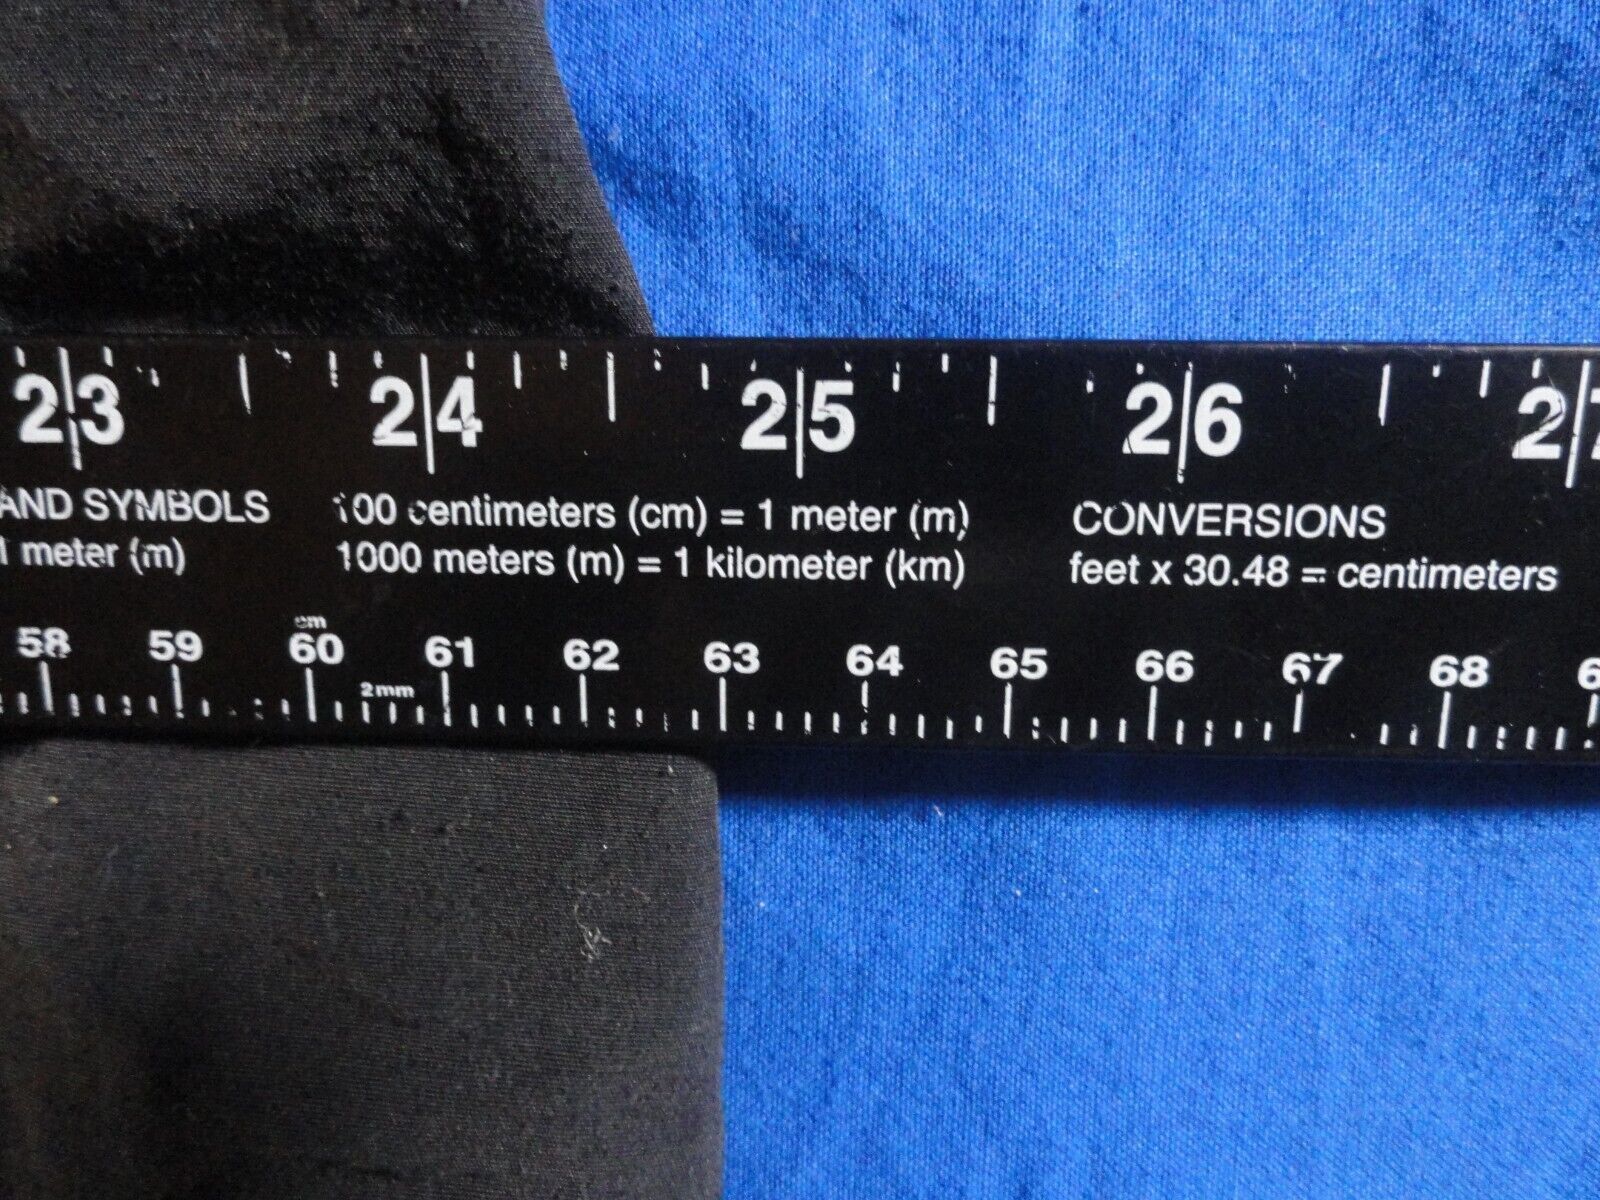 23 24 25 26 27
AND SYMBOLS 100 centimeters (cm) = 1 meter (m) CONVERSIONS
1 meter (m) 1000 meters (m) = 1 kilometer (km) feet x 30.48 = centimeters
cm
58 59 60 61 62 63 64 65 66 67 68
2mm